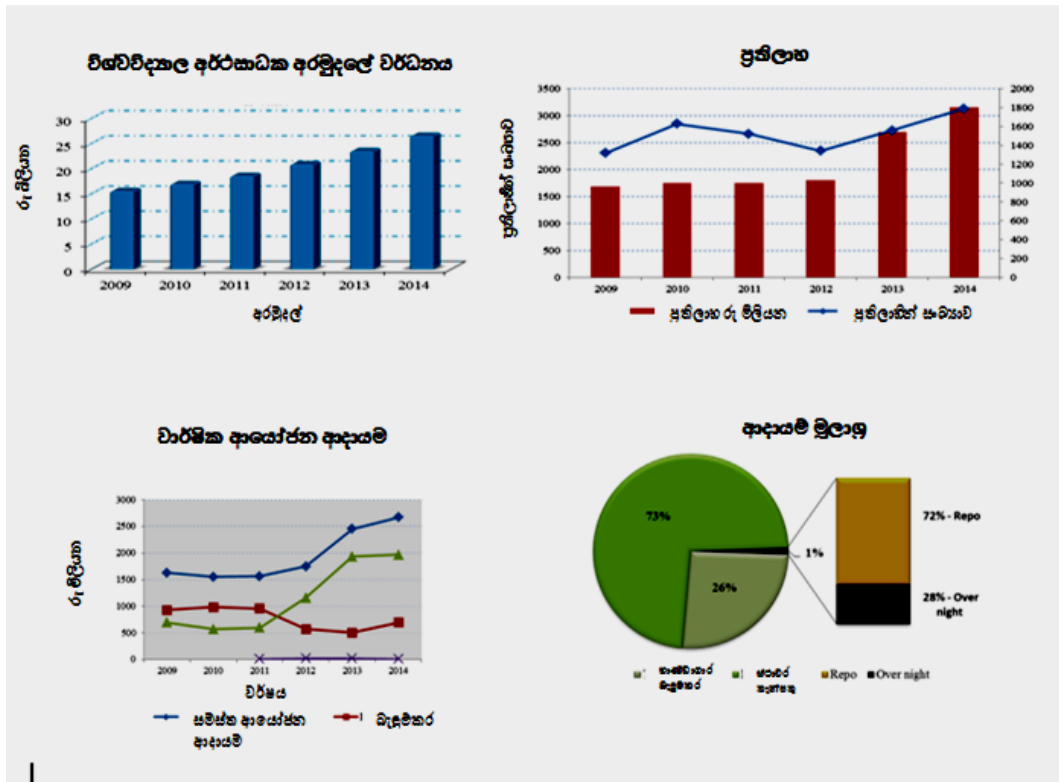 විශ්වවිද්‍යාල අර්ථසාධක අරමුදලේ වර්ධනය
රු බිලියන
30
25
20
15
10
5
0
2009 2010 2011 2012 2013 2014
අරමුදල්
ප්‍රතිලාභ
ප්‍රතිලාභීන් සංඛ්‍යාව
3500
3000
2500
2000
1500
1000
500
0
2000
1800
1600
1400
1200
1000
800
600
400
200
0
2009 2010 2011 2012 2013 2014
ප්‍රතිලාභ රු මිලියන ප්‍රතිලාභීන් සංඛ්‍යාව
වාර්ෂික ආයෝජන ආදායම
රු මිලියන
3000
2500
2000
1500
1000
500
0
2009 2010 2011 2012 2013 2014
වර්ෂය
සමස්ත ආයෝජන
ආදායම්
බැඳුම්කර
ආදායම් මුලාශ්‍ර
73%
26%
1%
72% - Repo
28% - Over
night
භාණ්ඩාගාර
බැඳුම්කර
ස්ථාවර
තැන්පතු
Repo Over night